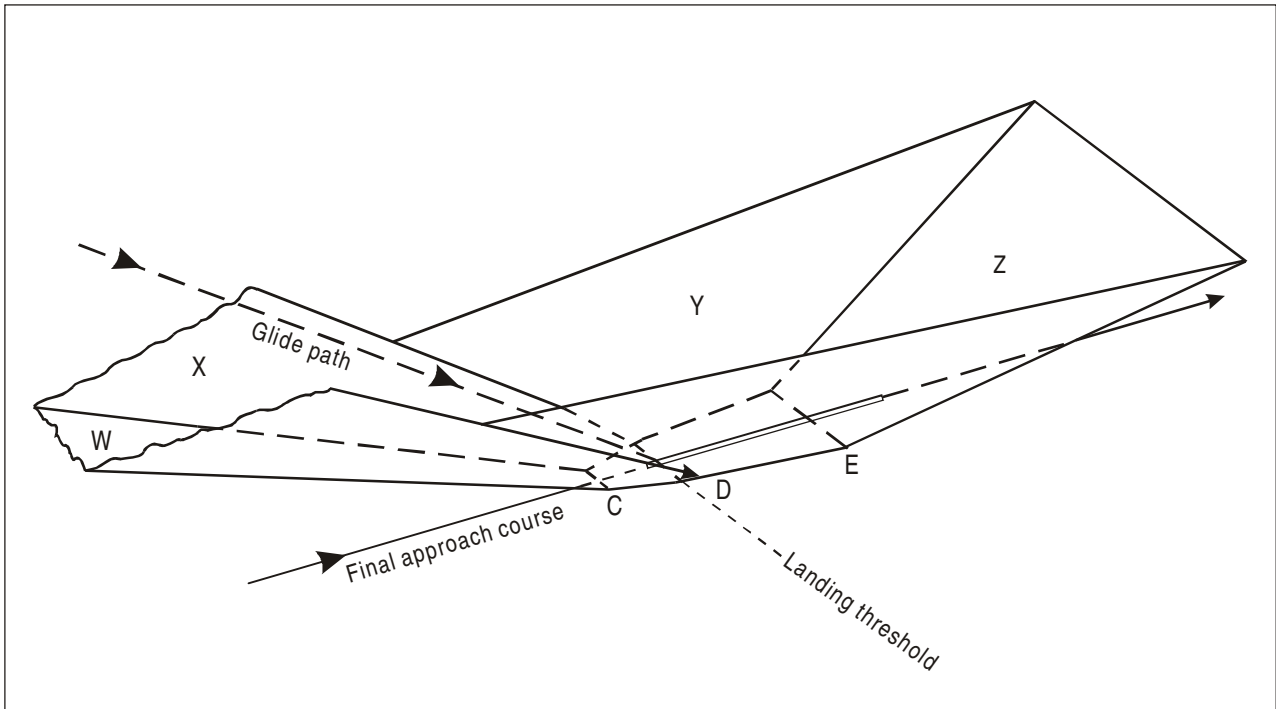 Z
Y
Glide path
X
W
E
D
C
Final approach course
Landing threshold